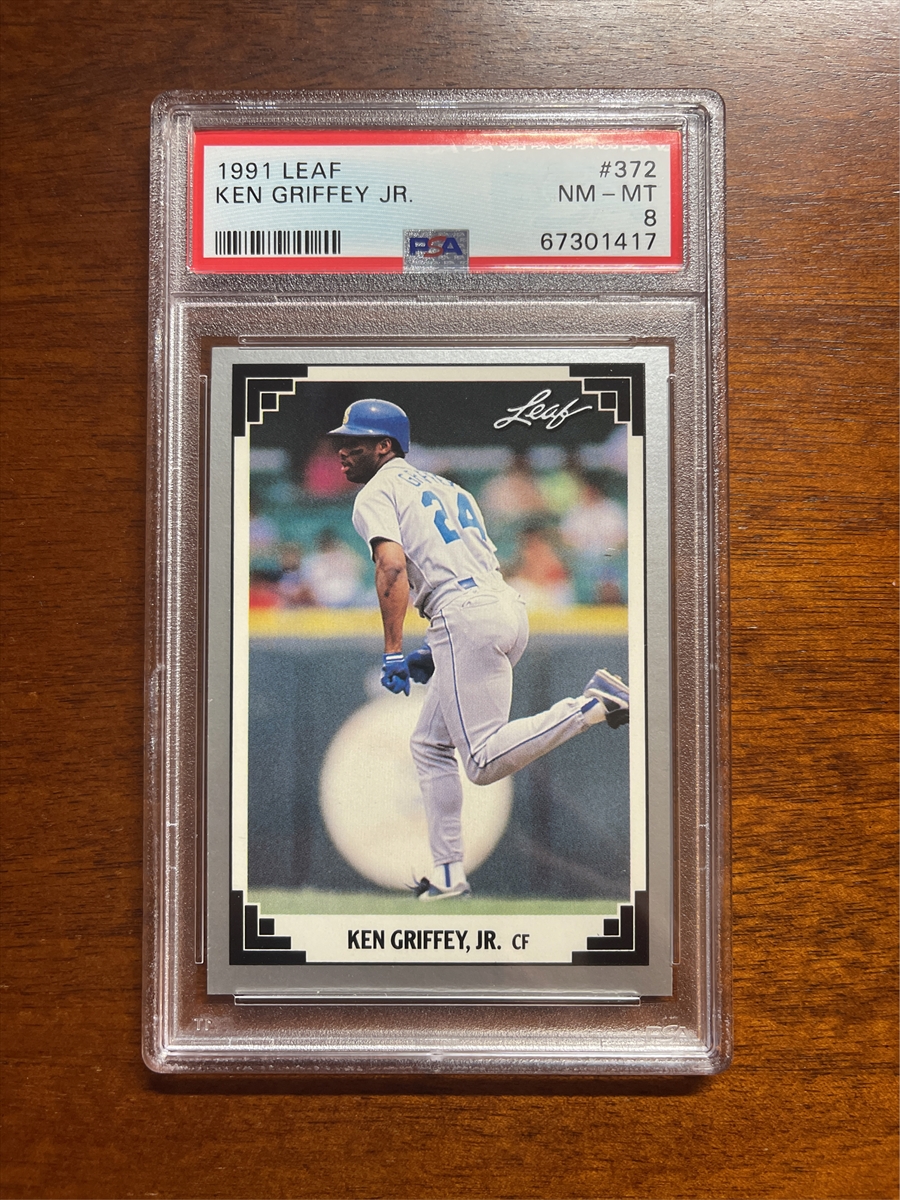 1991 LEAF #372
KEN GRIFFEY JR. NM - MT
8
PSA 67301417
Leaf
24
KEN GRIFFEY, JR. CF